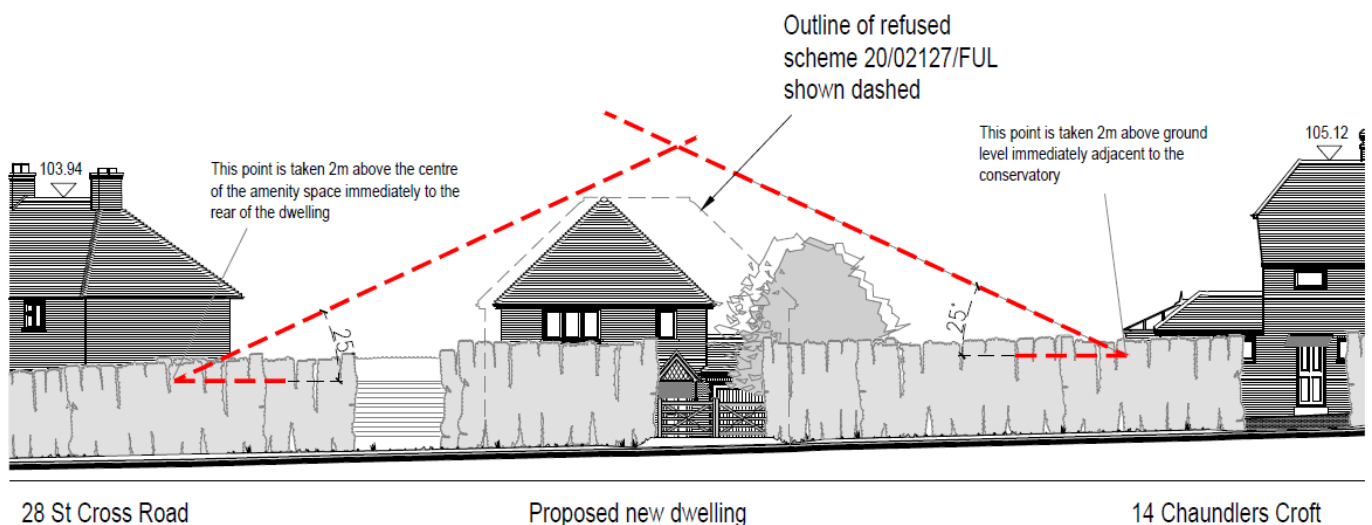 Outline of refused
scheme 20/02127/FUL
shown dashed
This point is taken 2m above ground
level immediately adjacent to the
conservatory
105.12
103.94
This point is taken 2m above the centre
of the amenity space immediately to the
rear of the dwelling
25°
25°
28 St Cross Road
Proposed new dwelling
14 Chaundlers Croft